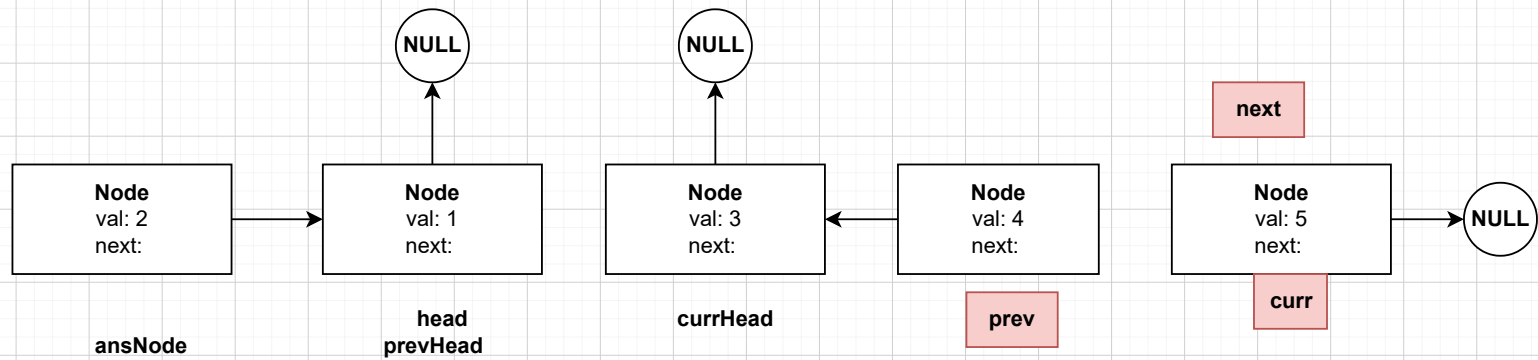 NULL
NULL
next
Node
val: 2
next:
Node
val: 1
next:
Node
val: 3
next:
Node
val: 4
next:
Node
val: 5
next:
NULL
ansNode
head
prevHead
currHead
prev
curr